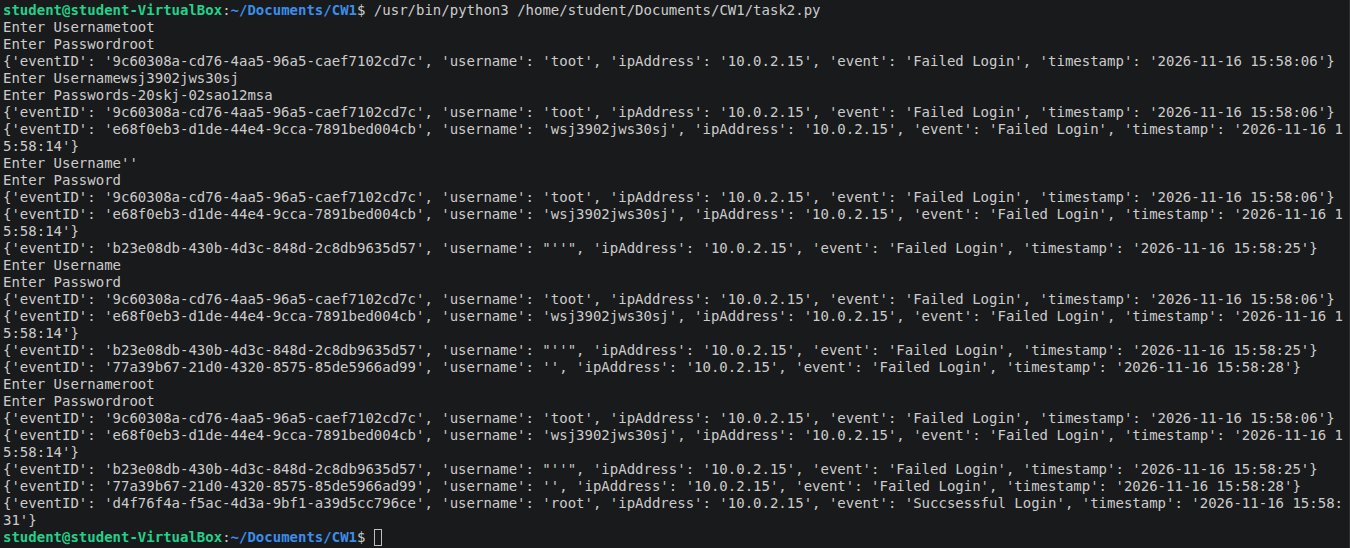 student@student-VirtualBox:~/Documents/CW1$ /usr/bin/python3 /home/student/Documents/CW1/task2.py
Enter Usernametoot
Enter Passwordroot
{'eventID': '9c60308a-cd76-4aa5-96a5-caef7102cd7c', 'username': 'toot', 'ipAddress': '10.0.2.15', 'event': 'Failed Login', 'timestamp': '2026-11-16 15:58:06'}
Enter Usernamewsj3902jws30sj
Enter Passwords-20skj-02sao12msa
{'eventID': '9c60308a-cd76-4aa5-96a5-caef7102cd7c', 'username': 'toot', 'ipAddress': '10.0.2.15', 'event': 'Failed Login', 'timestamp': '2026-11-16 15:58:06'}
{'eventID': 'e68f0eb3-d1de-44e4-9cca-7891bed004cb', 'username': 'wsj3902jws30sj', 'ipAddress': '10.0.2.15', 'event': 'Failed Login', 'timestamp': '2026-11-16 1
5:58:14'}
Enter Username''
Enter Password
{'eventID': '9c60308a-cd76-4aa5-96a5-caef7102cd7c', 'username': 'toot', 'ipAddress': '10.0.2.15', 'event': 'Failed Login', 'timestamp': '2026-11-16 15:58:06'}
{'eventID': 'e68f0eb3-d1de-44e4-9cca-7891bed004cb', 'username': 'wsj3902jws30sj', 'ipAddress': '10.0.2.15', 'event': 'Failed Login', 'timestamp': '2026-11-16 1
5:58:14'}
{'eventID': 'b23e08db-430b-4d3c-848d-2c8db9635d57', 'username': "''", 'ipAddress': '10.0.2.15', 'event': 'Failed Login', 'timestamp': '2026-11-16 15:58:25'}
Enter Username
Enter Password
{'eventID': '9c60308a-cd76-4aa5-96a5-caef7102cd7c', 'username': 'toot', 'ipAddress': '10.0.2.15', 'event': 'Failed Login', 'timestamp': '2026-11-16 15:58:06'}
{'eventID': 'e68f0eb3-d1de-44e4-9cca-7891bed004cb', 'username': 'wsj3902jws30sj', 'ipAddress': '10.0.2.15', 'event': 'Failed Login', 'timestamp': '2026-11-16 1
5:58:14'}
{'eventID': 'b23e08db-430b-4d3c-848d-2c8db9635d57', 'username': "''", 'ipAddress': '10.0.2.15', 'event': 'Failed Login', 'timestamp': '2026-11-16 15:58:25'}
{'eventID': '77a39b67-21d0-4320-8575-85de5966ad99', 'username': '', 'ipAddress': '10.0.2.15', 'event': 'Failed Login', 'timestamp': '2026-11-16 15:58:28'}
Enter Usernameroot
Enter Passwordroot
{'eventID': '9c60308a-cd76-4aa5-96a5-caef7102cd7c', 'username': 'toot', 'ipAddress': '10.0.2.15', 'event': 'Failed Login', 'timestamp': '2026-11-16 15:58:06'}
{'eventID': 'e68f0eb3-d1de-44e4-9cca-7891bed004cb', 'username': 'wsj3902jws30sj', 'ipAddress': '10.0.2.15', 'event': 'Failed Login', 'timestamp': '2026-11-16 1
5:58:14'}
{'eventID': 'b23e08db-430b-4d3c-848d-2c8db9635d57', 'username': "''", 'ipAddress': '10.0.2.15', 'event': 'Failed Login', 'timestamp': '2026-11-16 15:58:25'}
{'eventID': '77a39b67-21d0-4320-8575-85de5966ad99', 'username': '', 'ipAddress': '10.0.2.15', 'event': 'Failed Login', 'timestamp': '2026-11-16 15:58:28'}
{'eventID': 'd4f76f4a-f5ac-4d3a-9bf1-a39d5cc796ce', 'username': 'root', 'ipAddress': '10.0.2.15', 'event': 'Succsessful Login', 'timestamp': '2026-11-16 15:58:
31'}
student@student-VirtualBox:~/Documents/CW1$